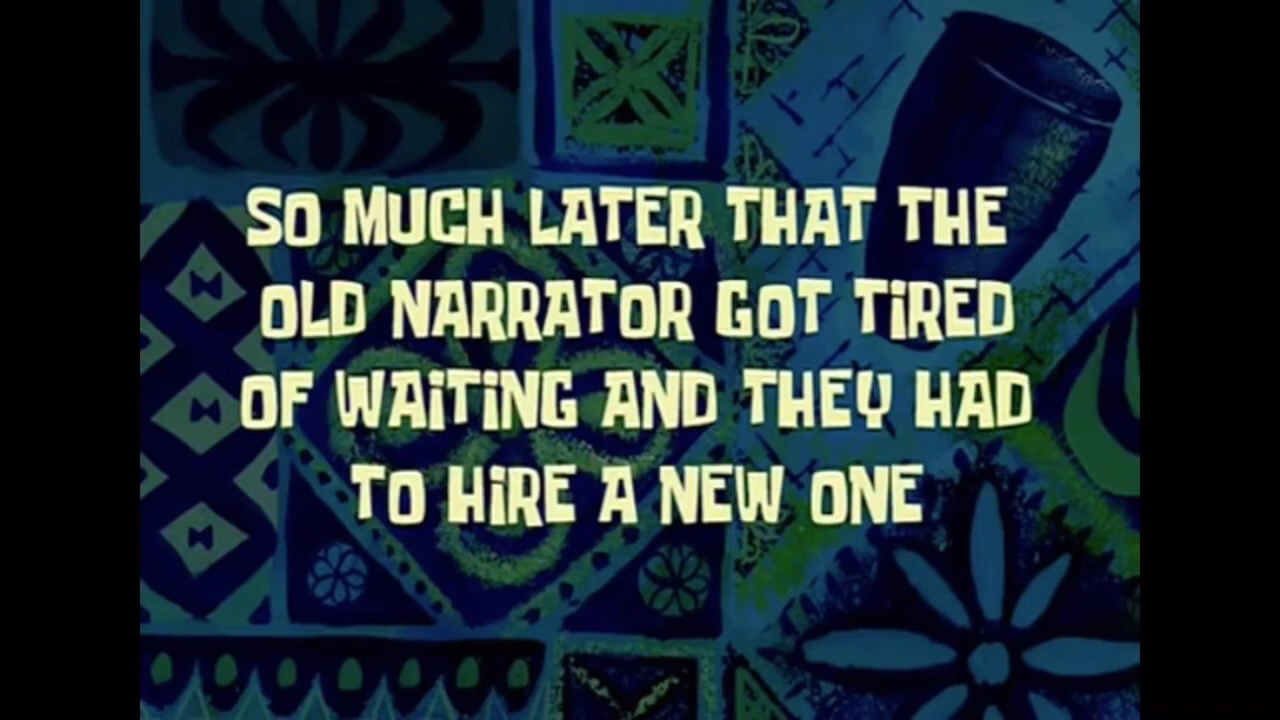 SO MUCH LATER THAT THE
OLD NARRATOR GOT TIRED
OF WAITING AND THEY HAD
TO HIRE A NEW ONE